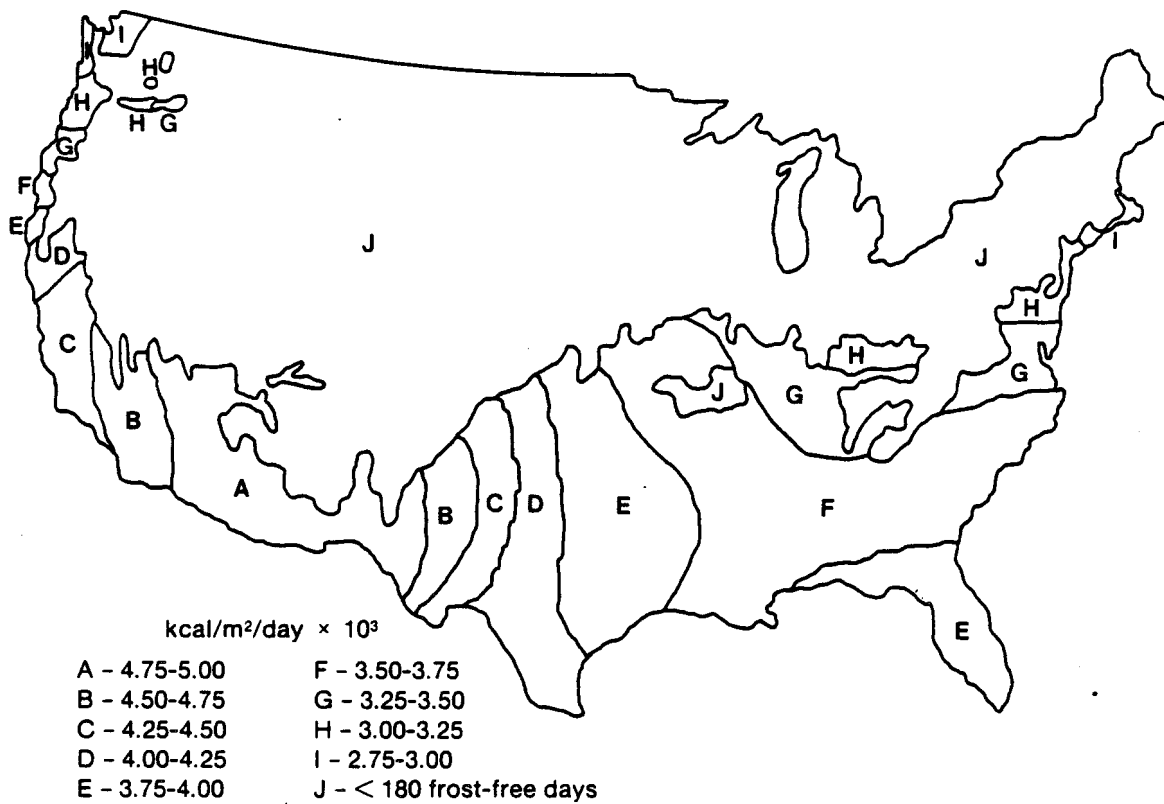 I
I
H
H
H G
G
F
E
D
J
J
I
H
C
H
G
J
G
B
A
B
C
D
E
F
E
kcal/m²/day × 10³
A – 4.75-5.00 F – 3.50-3.75
B – 4.50-4.75 G – 3.25-3.50
C – 4.25-4.50 H – 3.00-3.25
D – 4.00-4.25 I – 2.75-3.00
E – 3.75-4.00 J – < 180 frost-free days